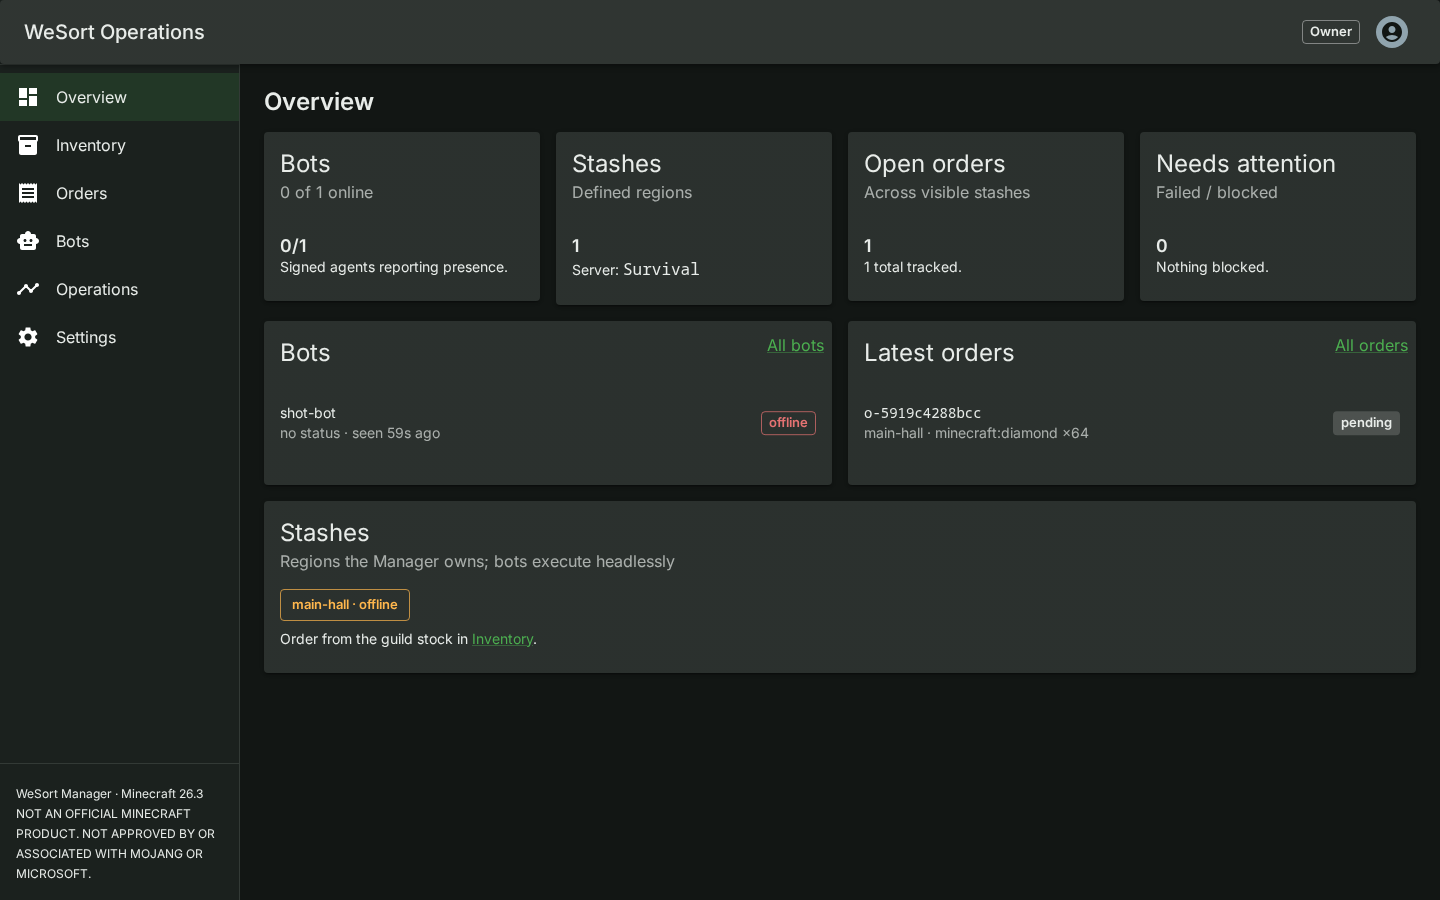 WeSort Operations
Owner
Overview
Inventory
Orders
Bots
Operations
Settings
WeSort Manager · Minecraft 26.3
NOT AN OFFICIAL MINECRAFT
PRODUCT. NOT APPROVED BY OR
ASSOCIATED WITH MOJANG OR
MICROSOFT.
Overview
Bots
0 of 1 online
0/1
Signed agents reporting presence.
Stashes
Defined regions
1
Server: Survival
Open orders
Across visible stashes
1
1 total tracked.
Needs attention
Failed / blocked
0
Nothing blocked.
Bots
All bots
shot-bot
no status · seen 59s ago
offline
Latest orders
All orders
o-5919c4288bcc
main-hall · minecraft:diamond ×64
pending
Stashes
Regions the Manager owns; bots execute headlessly
main-hall · offline
Order from the guild stock in Inventory.